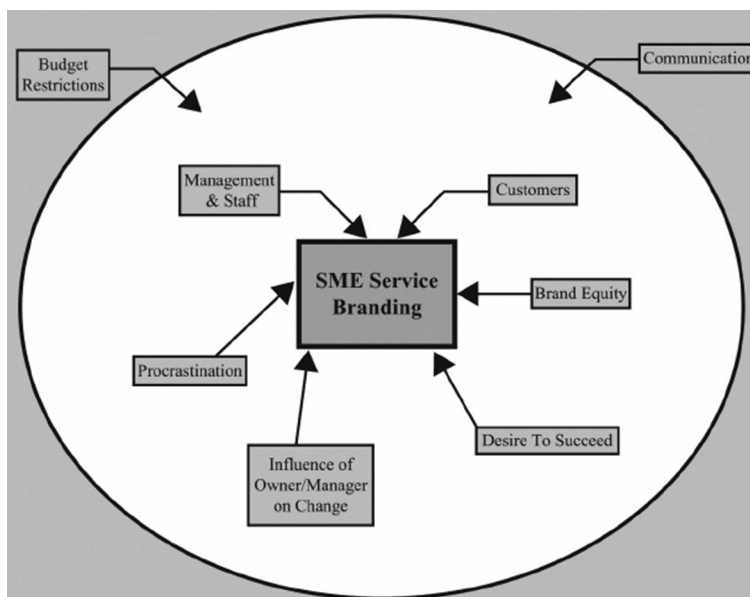 Budget
Restrictions
Communication
Management
& Staff
Customers
SME Service
Branding
Brand Equity
Procrastination
Desire To Succeed
Influence of
Owner/Manager
on Change